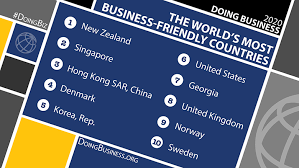 #DOINGBIZ
DOING BUSINESS
2020
THE WORLD'S MOST
BUSINESS-FRIENDLY COUNTRIES
1 New Zealand
2 Singapore
3 Hong Kong SAR, China
4 Denmark
5 Korea, Rep.
6 United States
7 Georgia
8 United Kingdom
9 Norway
10 Sweden
DOINGBUSINESS.ORG